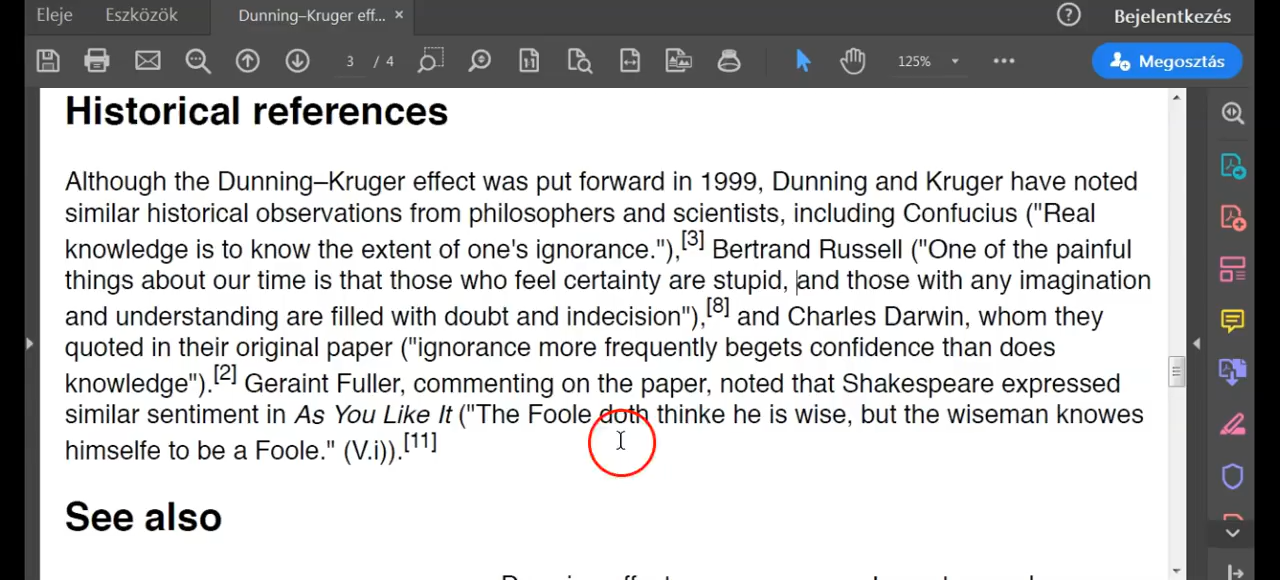 Eleje Eszközök Dunning–Kruger eff... × ? Bejelentkezés
3 / 4 125% Megosztás
Historical references
Although the Dunning–Kruger effect was put forward in 1999, Dunning and Kruger have noted
similar historical observations from philosophers and scientists, including Confucius ("Real
knowledge is to know the extent of one's ignorance."),[3] Bertrand Russell ("One of the painful
things about our time is that those who feel certainty are stupid, and those with any imagination
and understanding are filled with doubt and indecision"),[8] and Charles Darwin, whom they
quoted in their original paper ("ignorance more frequently begets confidence than does
knowledge").[2] Geraint Fuller, commenting on the paper, noted that Shakespeare expressed
similar sentiment in As You Like It ("The Foole doth thinke he is wise, but the wiseman knowes
himselfe to be a Foole." (V.i)).[11]
See also